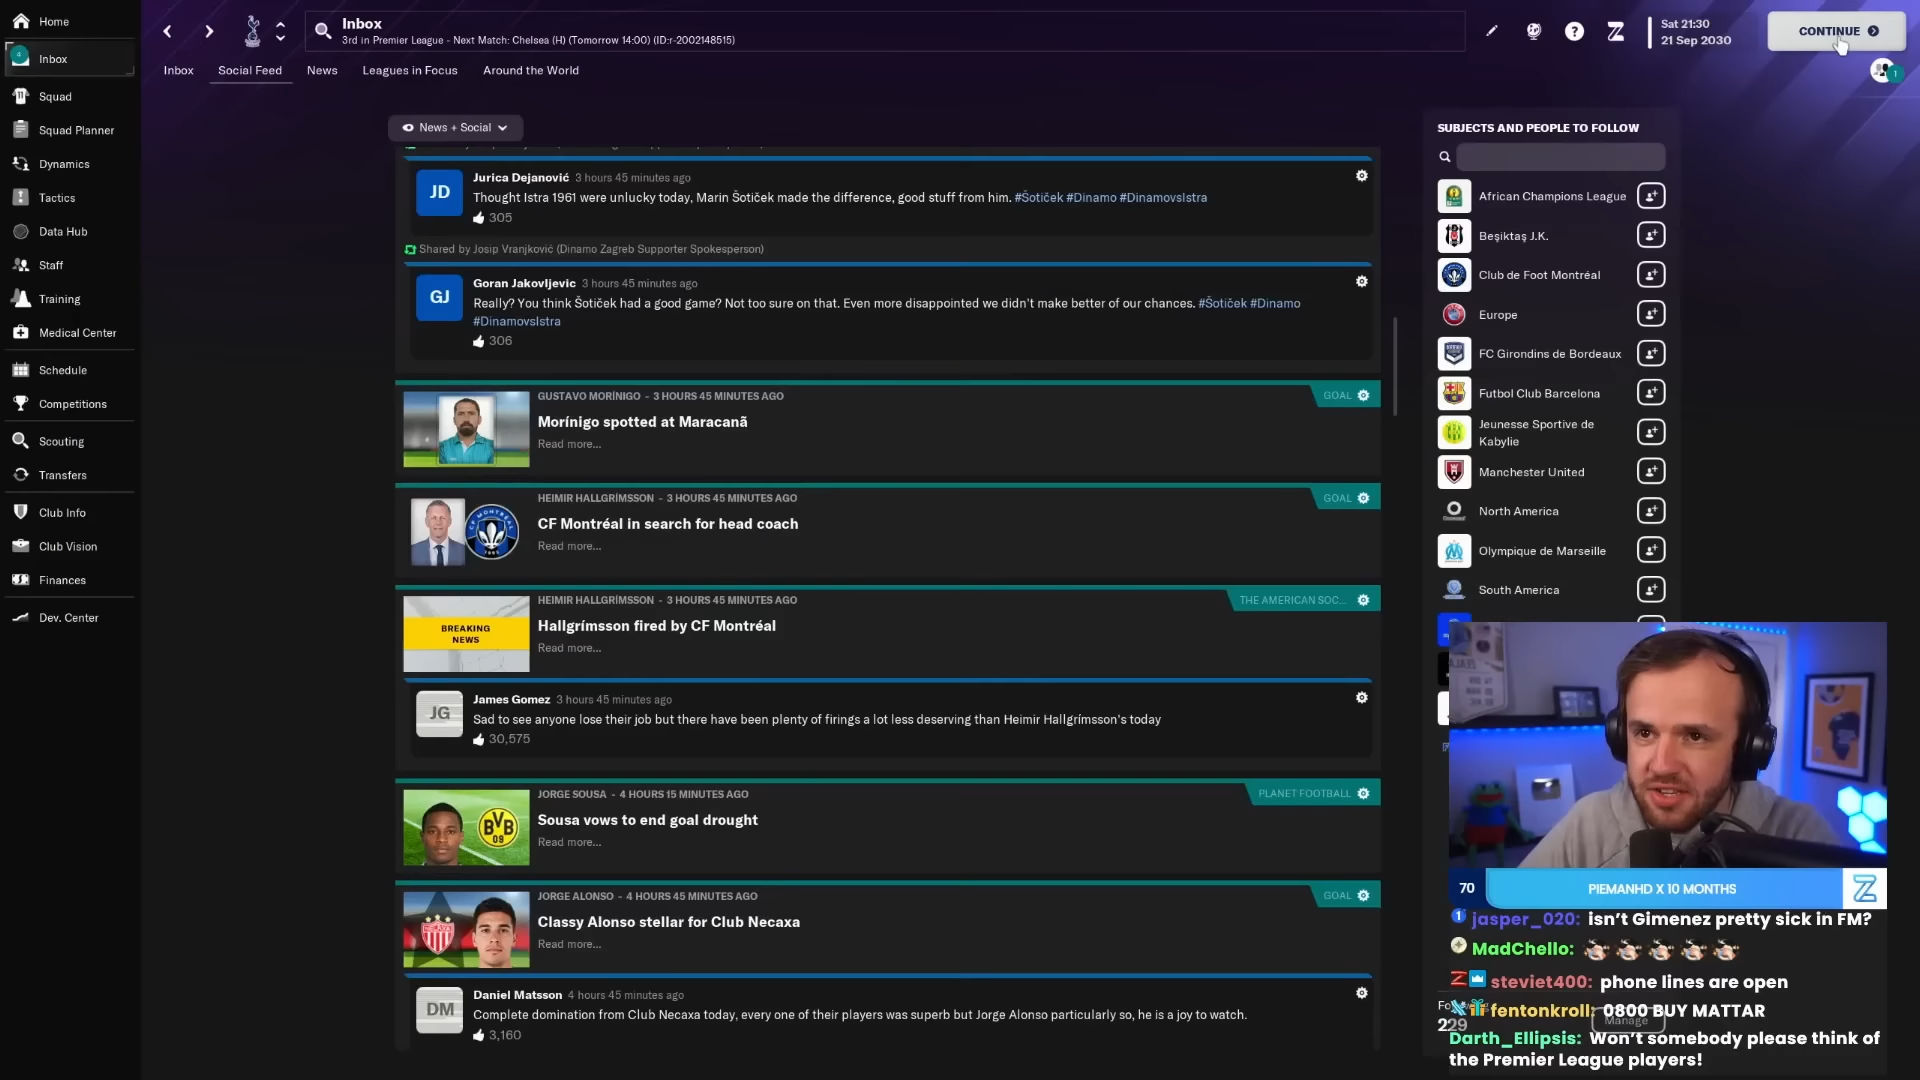 Home
4
Inbox
Squad
Squad Planner
Dynamics
Tactics
Data Hub
Staff
Training
Medical Center
Schedule
Competitions
Scouting
Transfers
Club Info
Club Vision
Finances
Dev. Center
Inbox
3rd in Premier League - Next Match: Chelsea (H) (Tomorrow 14:00) (ID:r-2002148515)
Sat 21:30
21 Sep 2030
CONTINUE
1
Inbox
Social Feed
News
Leagues in Focus
Around the World
News + Social
JD
Jurica Dejanović 3 hours 45 minutes ago
Thought Istra 1961 were unlucky today, Marin Šotiček made the difference, good stuff from him. #Šotiček #Dinamo #DinamovsIstra
305
Shared by Josip Vranjković (Dinamo Zagreb Supporter Spokesperson)
GJ
Goran Jakovljevic 3 hours 45 minutes ago
Really? You think Šotiček had a good game? Not too sure on that. Even more disappointed we didn't make better of our chances. #Šotiček #Dinamo
#DinamovsIstra
306
GUSTAVO MORÍNIGO - 3 HOURS 45 MINUTES AGO
GOAL
Morínigo spotted at Maracanã
Read more...
HEIMIR HALLGRÍMSSON - 3 HOURS 45 MINUTES AGO
GOAL
CF Montréal in search for head coach
Read more...
HEIMIR HALLGRÍMSSON - 3 HOURS 45 MINUTES AGO
THE AMERICAN SOC...
BREAKING
NEWS
Hallgrímsson fired by CF Montréal
Read more...
JG
James Gomez 3 hours 45 minutes ago
Sad to see anyone lose their job but there have been plenty of firings a lot less deserving than Heimir Hallgrímsson's today
30,575
JORGE SOUSA - 4 HOURS 15 MINUTES AGO
PLANET FOOTBALL
BVB
09
Sousa vows to end goal drought
Read more...
JORGE ALONSO - 4 HOURS 45 MINUTES AGO
GOAL
Classy Alonso stellar for Club Necaxa
Read more...
DM
Daniel Matsson 4 hours 45 minutes ago
Complete domination from Club Necaxa today, every one of their players was superb but Jorge Alonso particularly so, he is a joy to watch.
3,160
SUBJECTS AND PEOPLE TO FOLLOW
African Champions League
Beşiktaş J.K.
Club de Foot Montréal
Europe
FC Girondins de Bordeaux
Futbol Club Barcelona
Jeunesse Sportive de
Kabylie
Manchester United
North America
Olympique de Marseille
South America
229
Manage
70
PIEMANHD X 10 MONTHS
jasper_020: isn't Gimenez pretty sick in FM?
MadChello:
steviet400: phone lines are open
fentonkroll: 0800 BUY MATTAR
Darth_Ellipsis: Won't somebody please think of
the Premier League players!